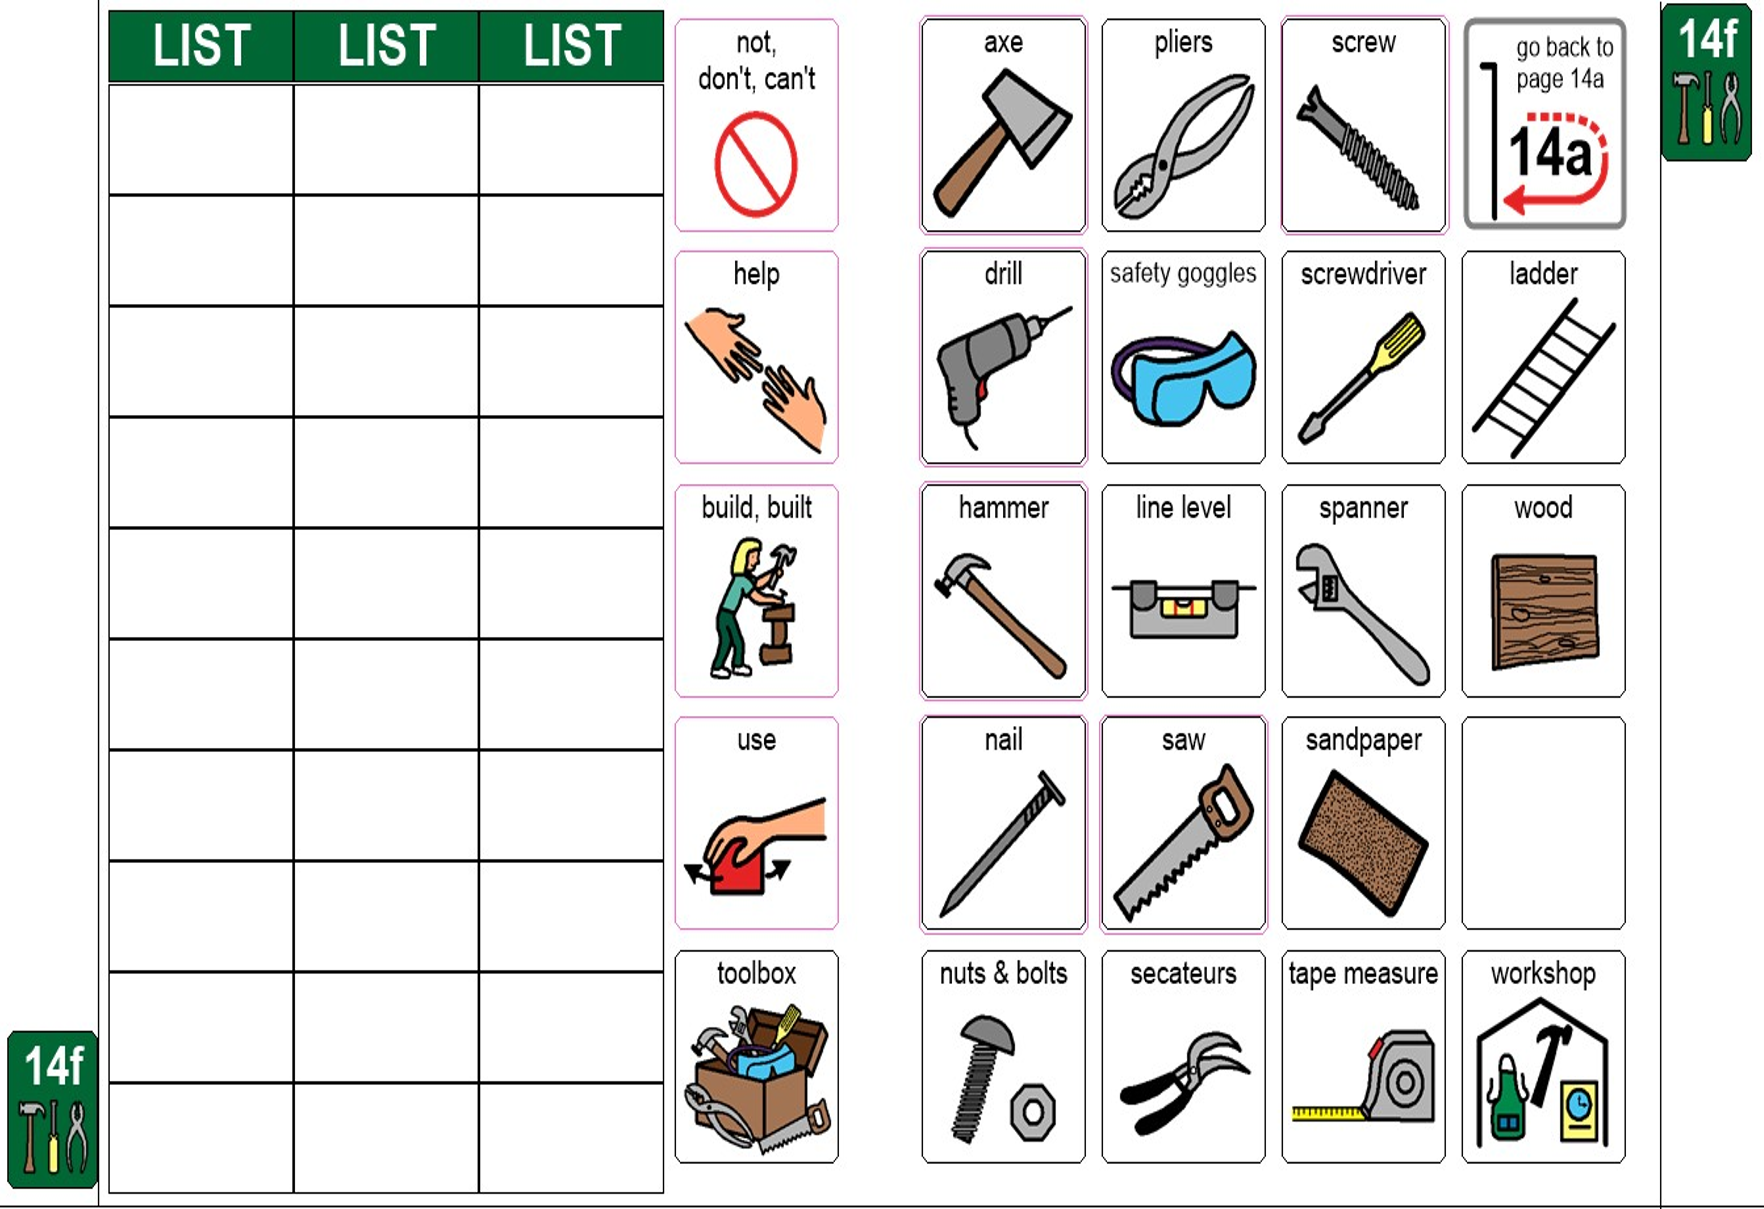 LIST LIST LIST
not,
don't, can't
help
build, built
use
toolbox
axe
pliers
screw
go back to
page 14a
14a
drill
safety goggles
screwdriver
ladder
hammer
line level
spanner
wood
nail
saw
sandpaper
nuts & bolts
secateurs
tape measure
workshop
14f
14f